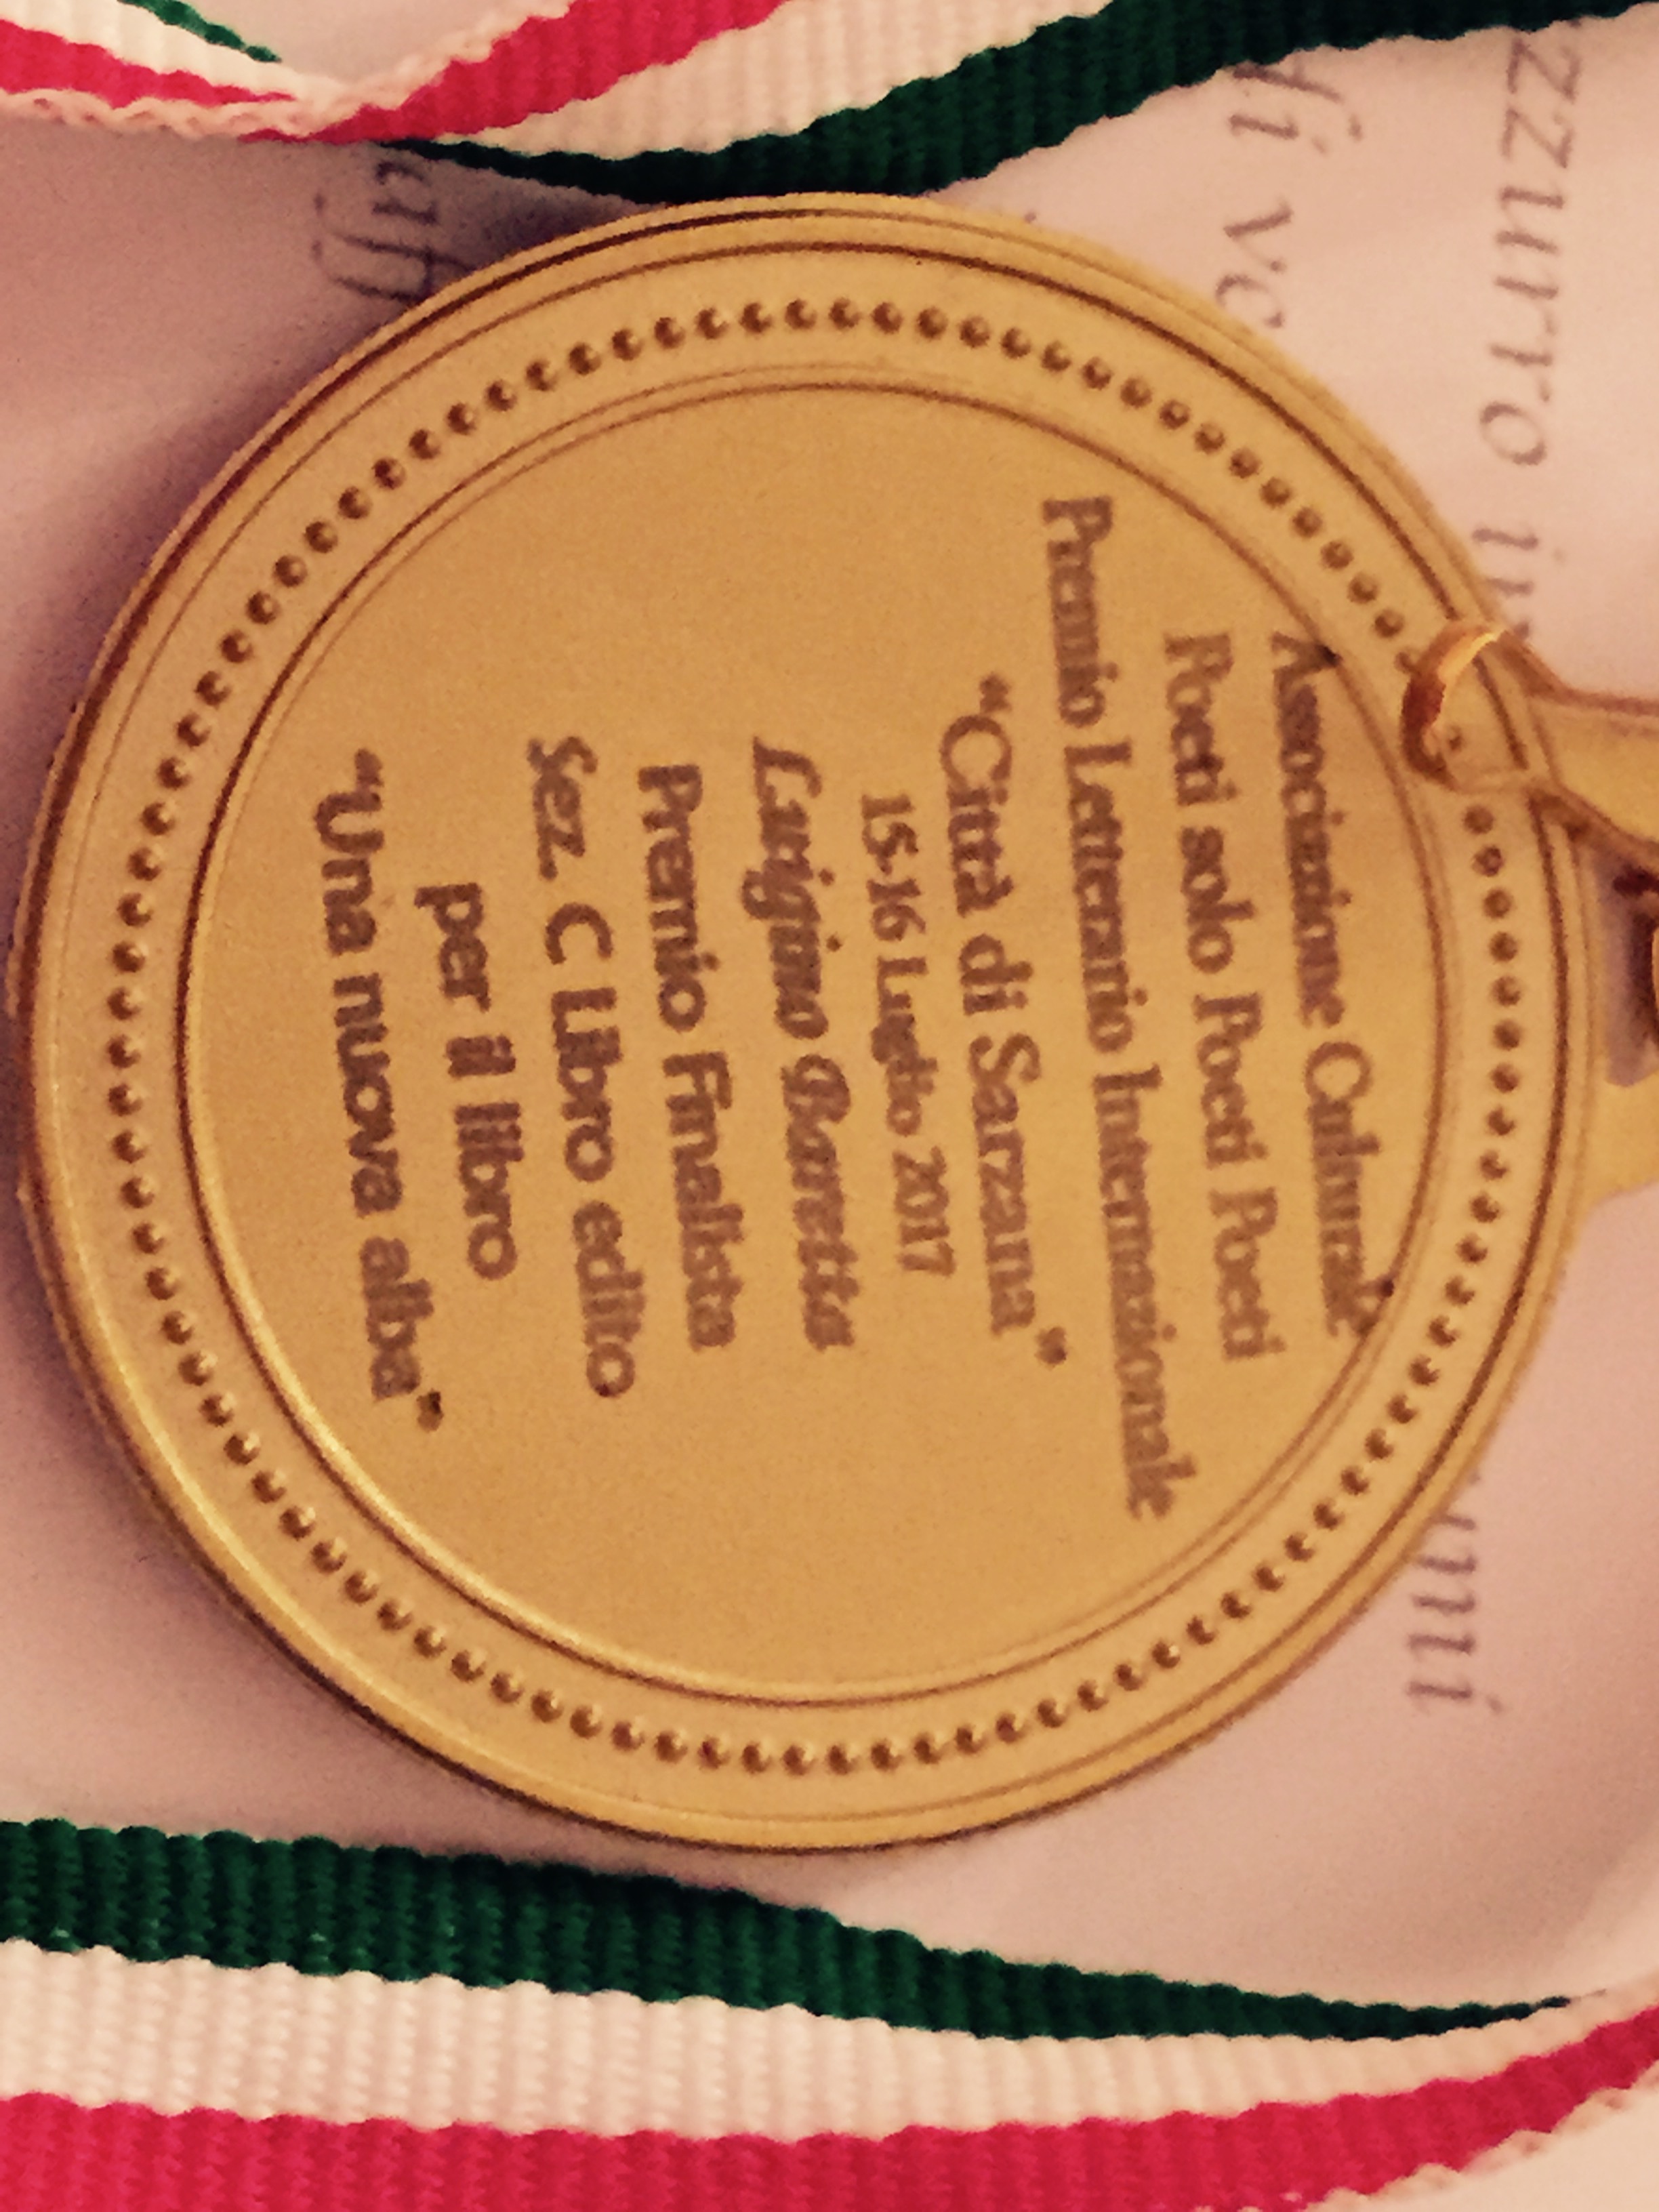 Associazione Culturale
Poeti solo Poeti Poeti
Premio Letterario Internazionale
"Città di Sarzana"
15-16 Luglio 2017
Luigino Baretta
Premio Finalista
Sez. C Libro edito
per il libro
"Una nuova alba"